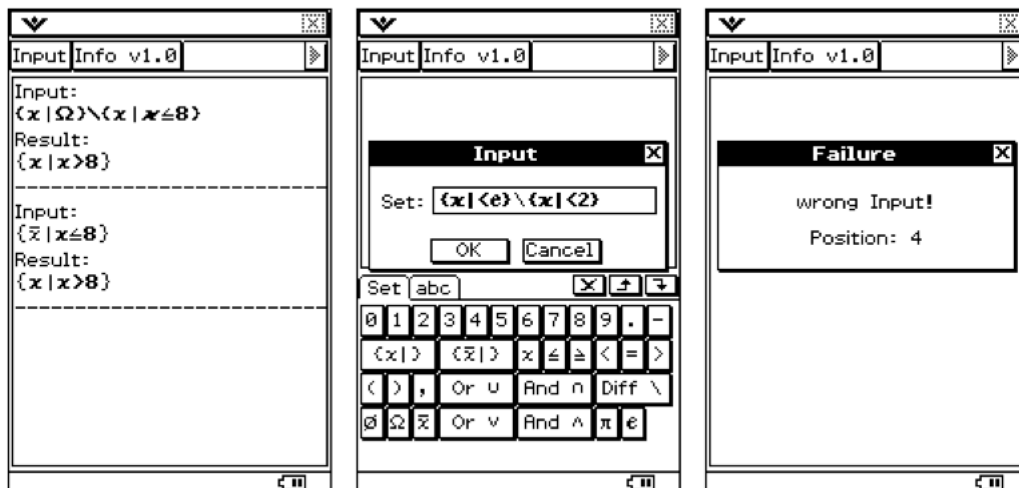 Input Info v1.0
Input:
{x|Ω}\{x|x≤8}
Result:
{x|x>8}
Input:
{x̅|x≤8}
Result:
{x|x>8}
Input Info v1.0
Input
Set: {x|<e}\{x|<2}
OK Cancel
Set abc
0 1 2 3 4 5 6 7 8 9 . -
{x|} {x̅|} x ≤ ≥ < = >
( ) , Or ∪ And ∩ Diff \
Ø Ω x̅ Or ∨ And ∧ π e
Input Info v1.0
Failure
wrong Input!
Position: 4